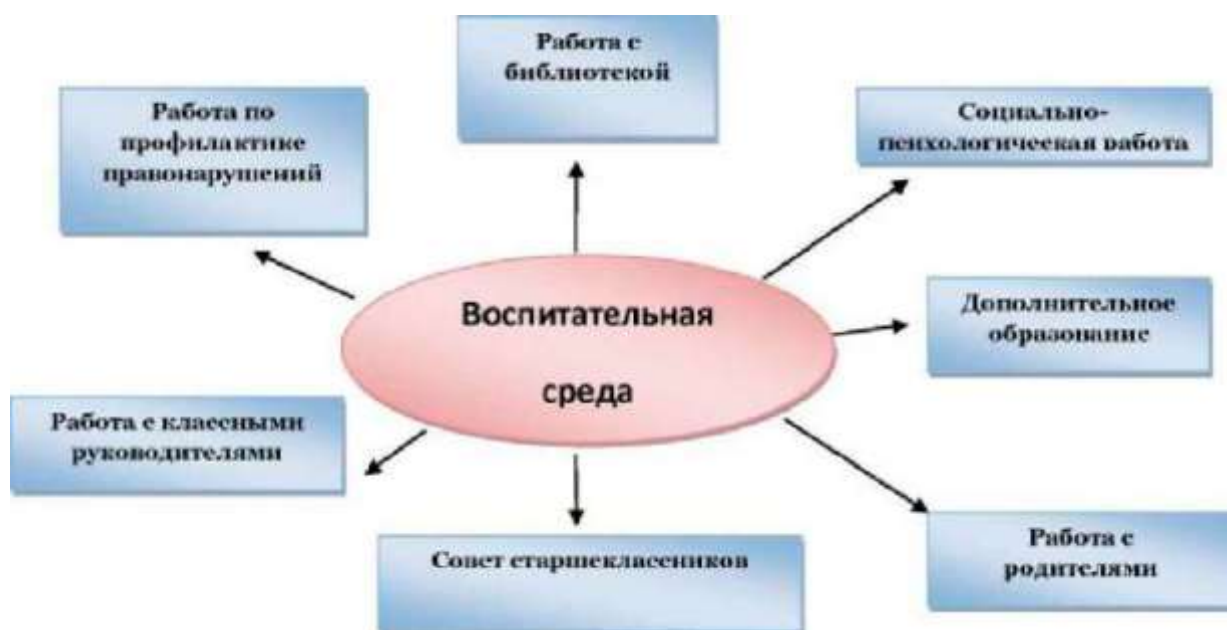 Работа с
библиотекой
Работа по
профилактике
правонарушений
Социально-
психологическая работа
Воспитательная
среда
Дополнительное
образование
Работа с классными
руководителями
Совет старшеклассников
Работа с
родителями